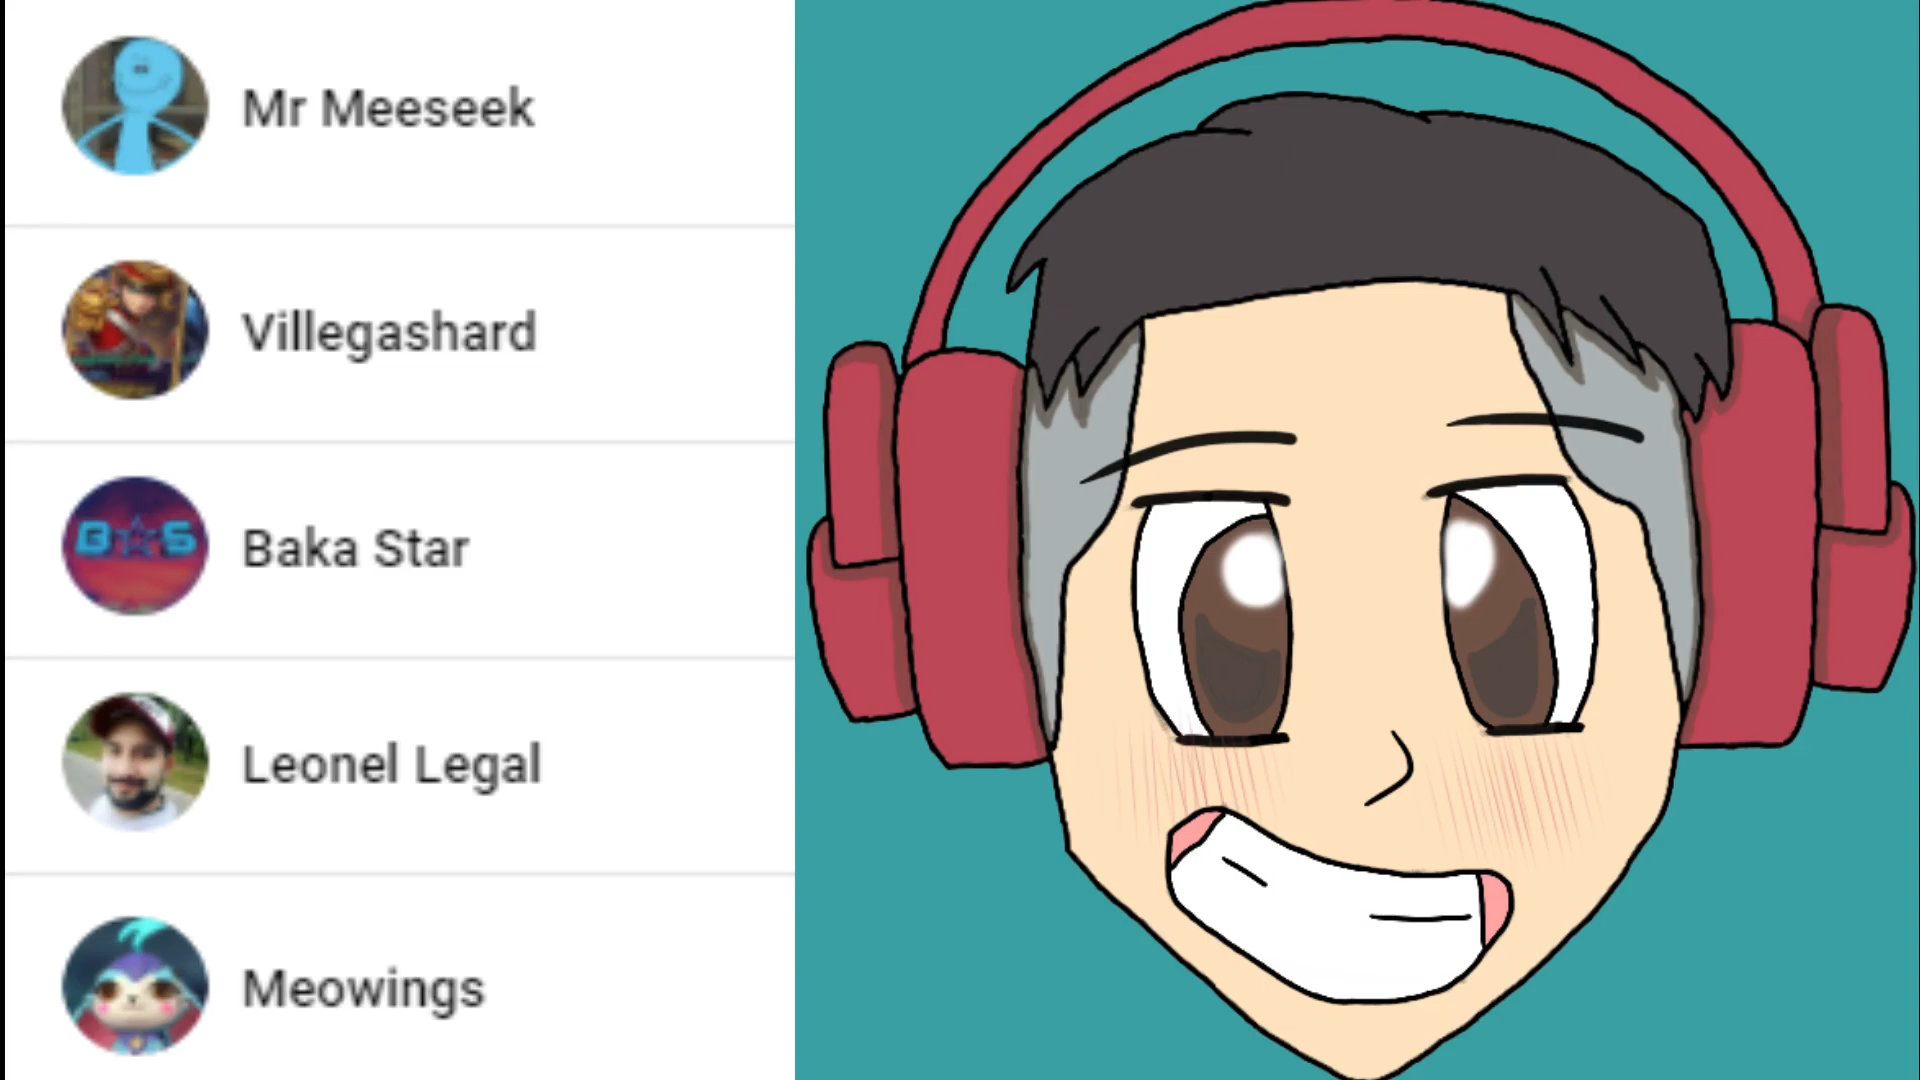 Mr Meeseek
Villegashard
B☆S
Baka Star
Leonel Legal
Meowings